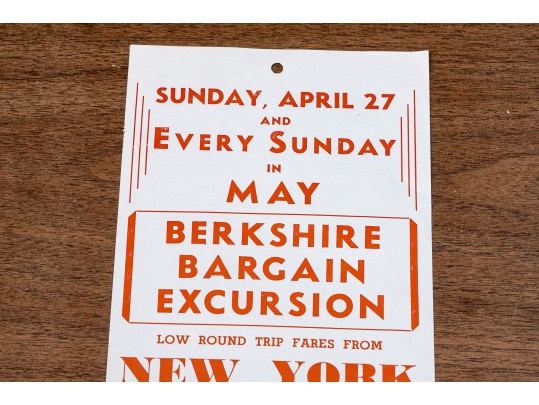 SUNDAY, APRIL 27
AND
EVERY SUNDAY
IN
MAY
BERKSHIRE
BARGAIN
EXCURSION
LOW ROUND TRIP FARES FROM
NEW YORK